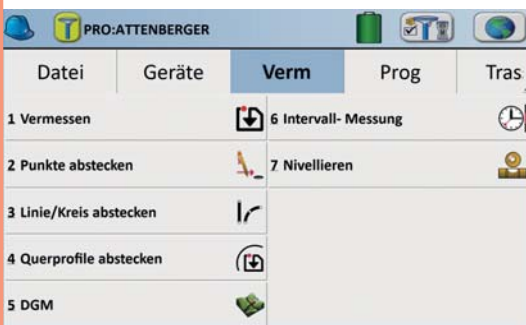 PRO:ATTENBERGER
Datei Geräte Verm Prog Tras
1 Vermessen
2 Punkte abstecken
3 Linie/Kreis abstecken
4 Querprofile abstecken
5 DGM
6 Intervall- Messung
7 Nivellieren